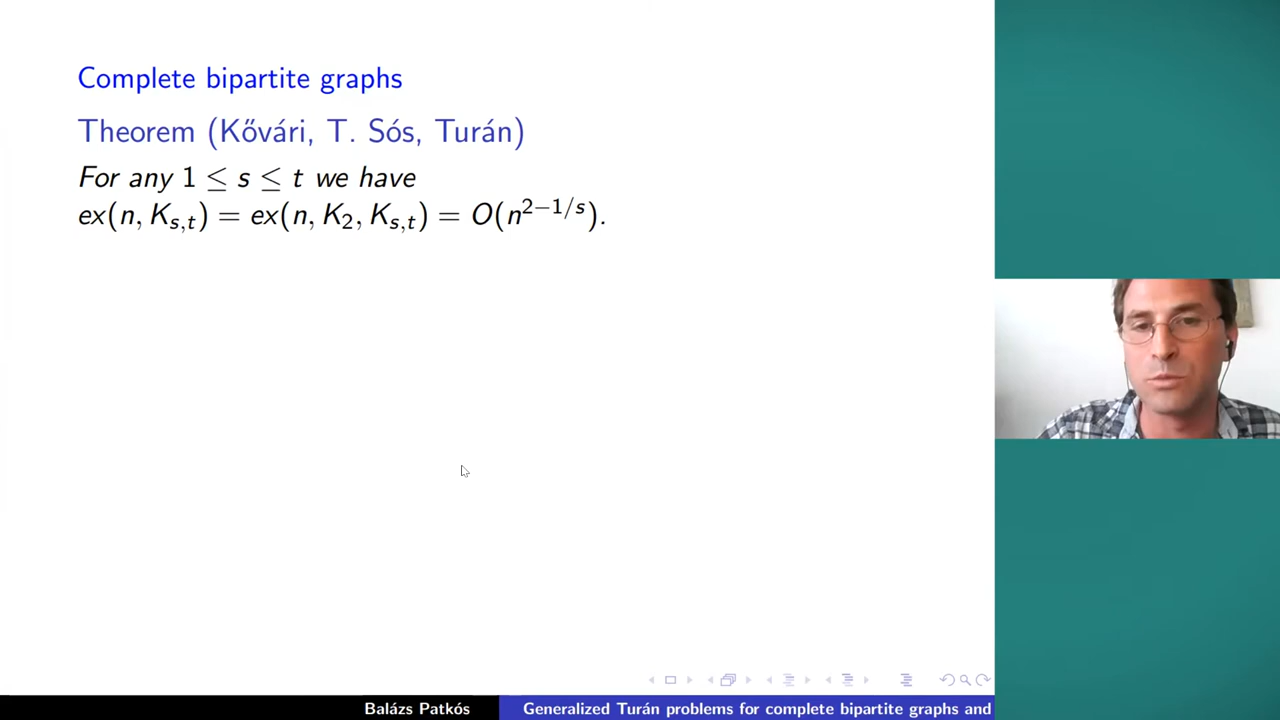 Complete bipartite graphs
Theorem (Kővári, T. Sós, Turán)
For any 1 ≤ s ≤ t we have
ex(n, K_{s,t}) = ex(n, K_2, K_{s,t}) = O(n^{2−1/s}).
Balázs Patkós
Generalized Turán problems for complete bipartite graphs and